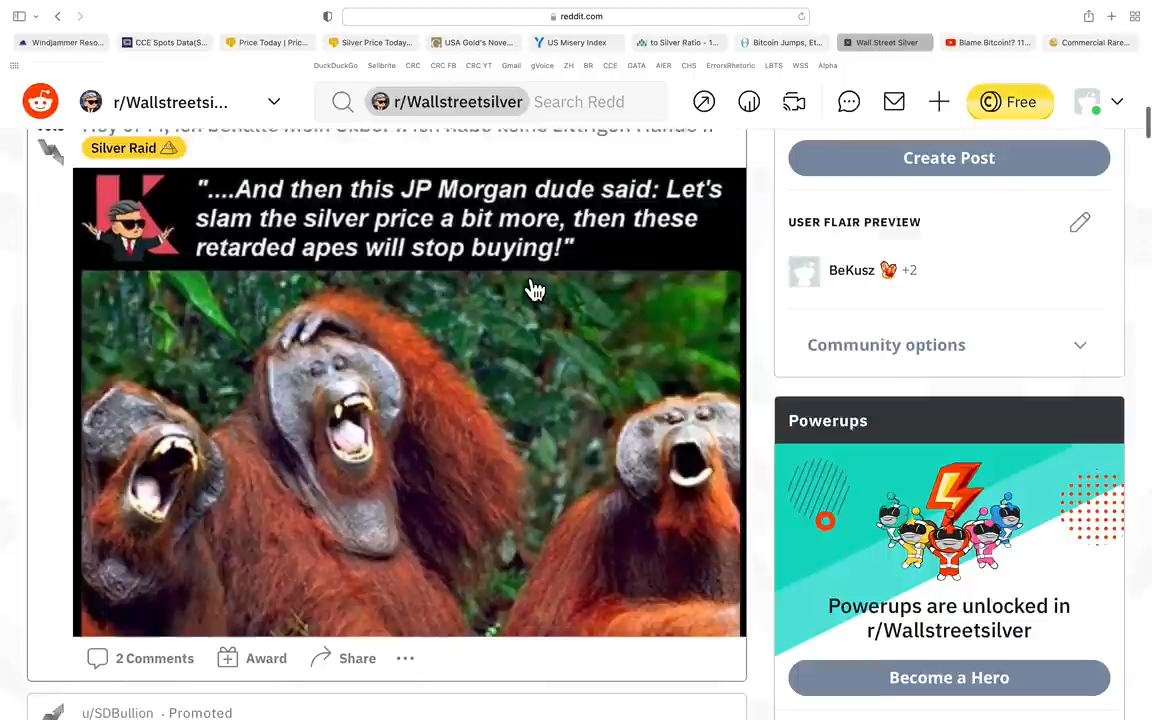 reddit.com
Windjammer Reso...
CCE Spots Data(S...
Price Today | Pric...
Silver Price Today...
USA Gold's Nove...
US Misery Index
to Silver Ratio - 1...
Bitcoin Jumps, Et...
Wall Street Silver
Blame Bitcoin!? 11...
Commercial Rare...
DuckDuckGo Sellbrite CRC CRC FB CRC YT Gmail gVoice ZH BR CCE GATA AIER CHS ErrorsRhetoric LBTS WSS Alpha
r/Wallstreetsi...
r/Wallstreetsilver Search Redd
Free
Silver Raid
K
"....And then this JP Morgan dude said: Let's
slam the silver price a bit more, then these
retarded apes will stop buying!"
2 Comments Award Share
u/SDBullion · Promoted
Create Post
USER FLAIR PREVIEW
BeKusz +2
Community options
Powerups
Powerups are unlocked in
r/Wallstreetsilver
Become a Hero